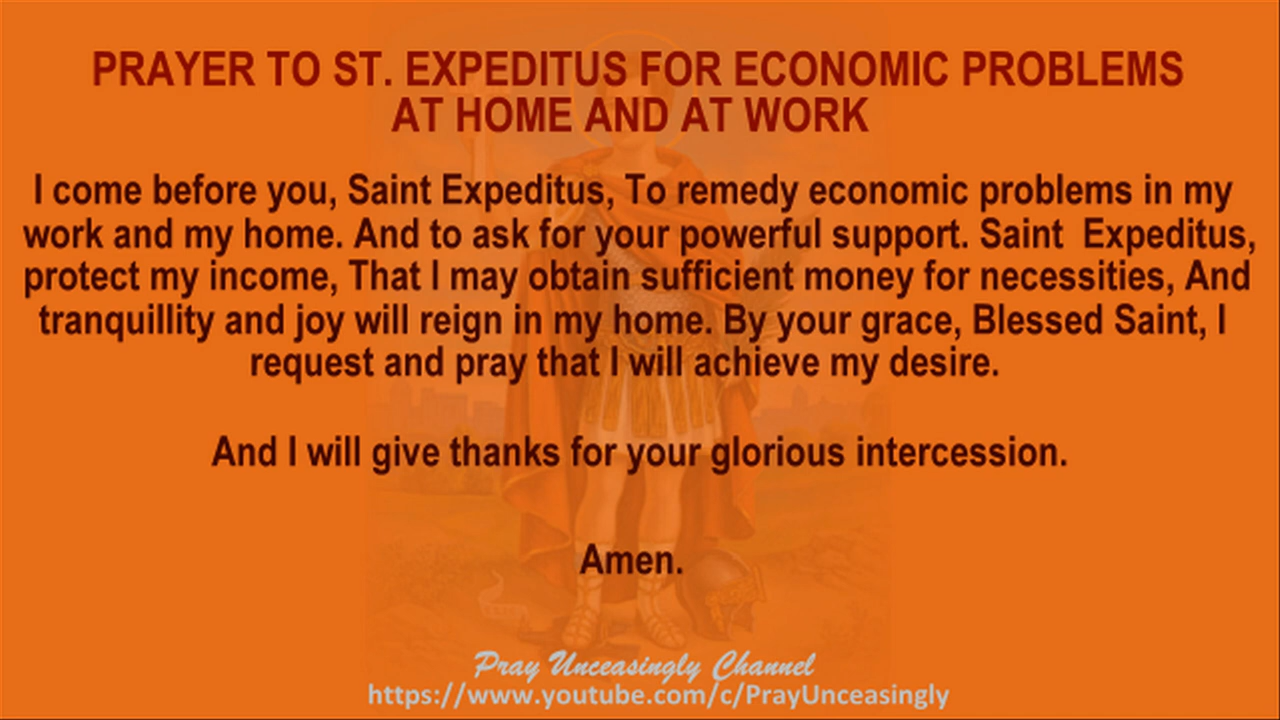 PRAYER TO ST. EXPEDITUS FOR ECONOMIC PROBLEMS
AT HOME AND AT WORK
I come before you, Saint Expeditus, To remedy economic problems in my
work and my home. And to ask for your powerful support. Saint  Expeditus,
protect my income, That I may obtain sufficient money for necessities, And
tranquillity and joy will reign in my home. By your grace, Blessed Saint, I
request and pray that I will achieve my desire.
And I will give thanks for your glorious intercession.
Amen.
Pray Unceasingly Channel
https://www.youtube.com/c/PrayUnceasingly